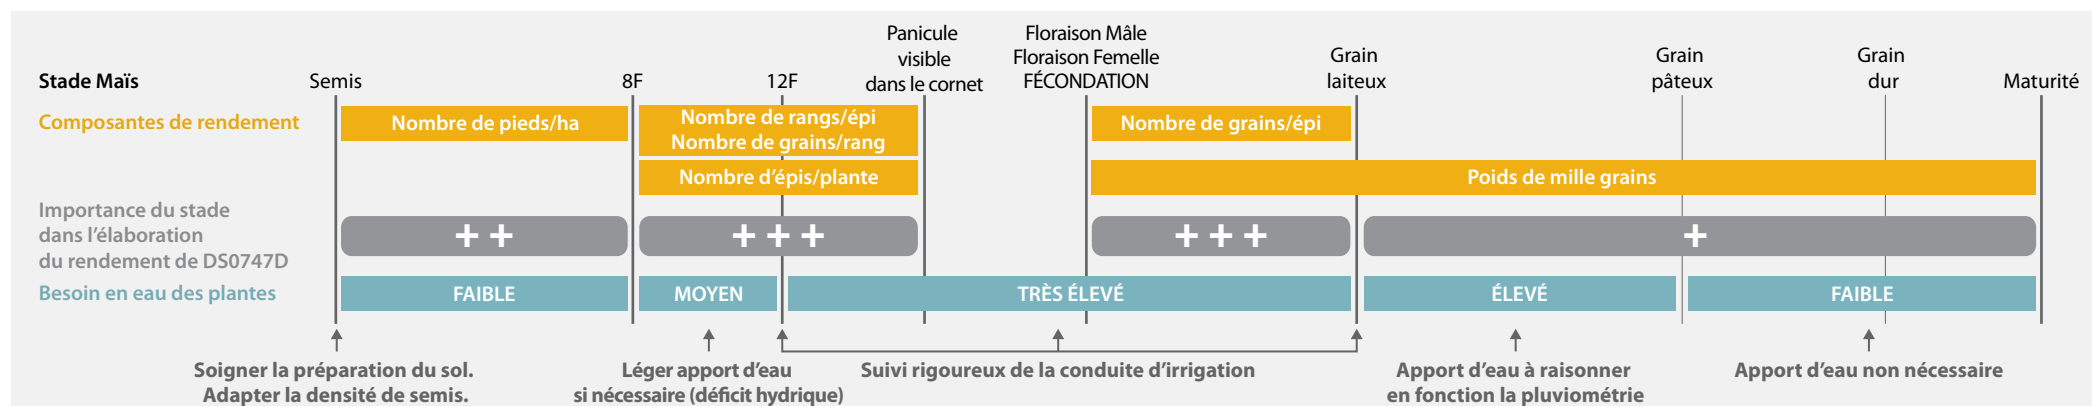 Stade Maïs
Semis
8F
12F
Panicule
visible
dans le cornet
Floraison Mâle
Floraison Femelle
FÉCONDATION
Grain
laiteux
Grain
pâteux
Grain
dur
Maturité
Composantes de rendement
Nombre de pieds/ha
Nombre de rangs/épi
Nombre de grains/rang
Nombre de grains/épi
Nombre d'épis/plante
Poids de mille grains
Importance du stade
dans l'élaboration
du rendement de DS0747D
+ +
+ + +
+ + +
+
Besoin en eau des plantes
FAIBLE
MOYEN
TRÈS ÉLEVÉ
ÉLEVÉ
FAIBLE
Soigner la préparation du sol.
Adapter la densité de semis.
Léger apport d'eau
si nécessaire (déficit hydrique)
Suivi rigoureux de la conduite d'irrigation
Apport d'eau à raisonner
en fonction la pluviométrie
Apport d'eau non nécessaire